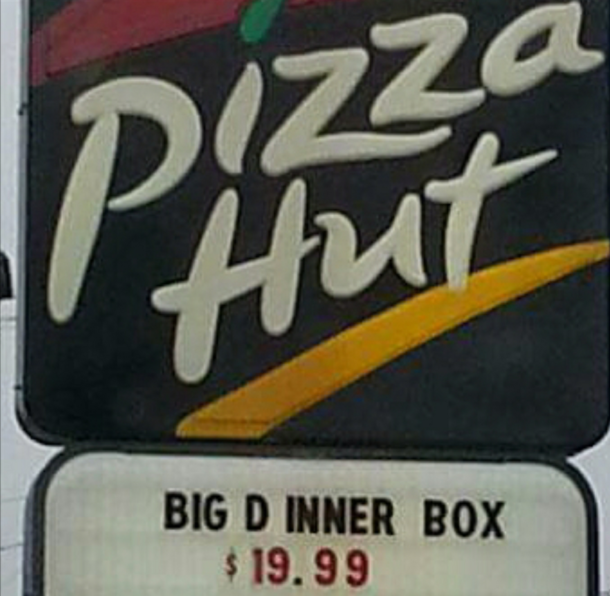 Pizza
Hut
BIG D INNER BOX
$19.99